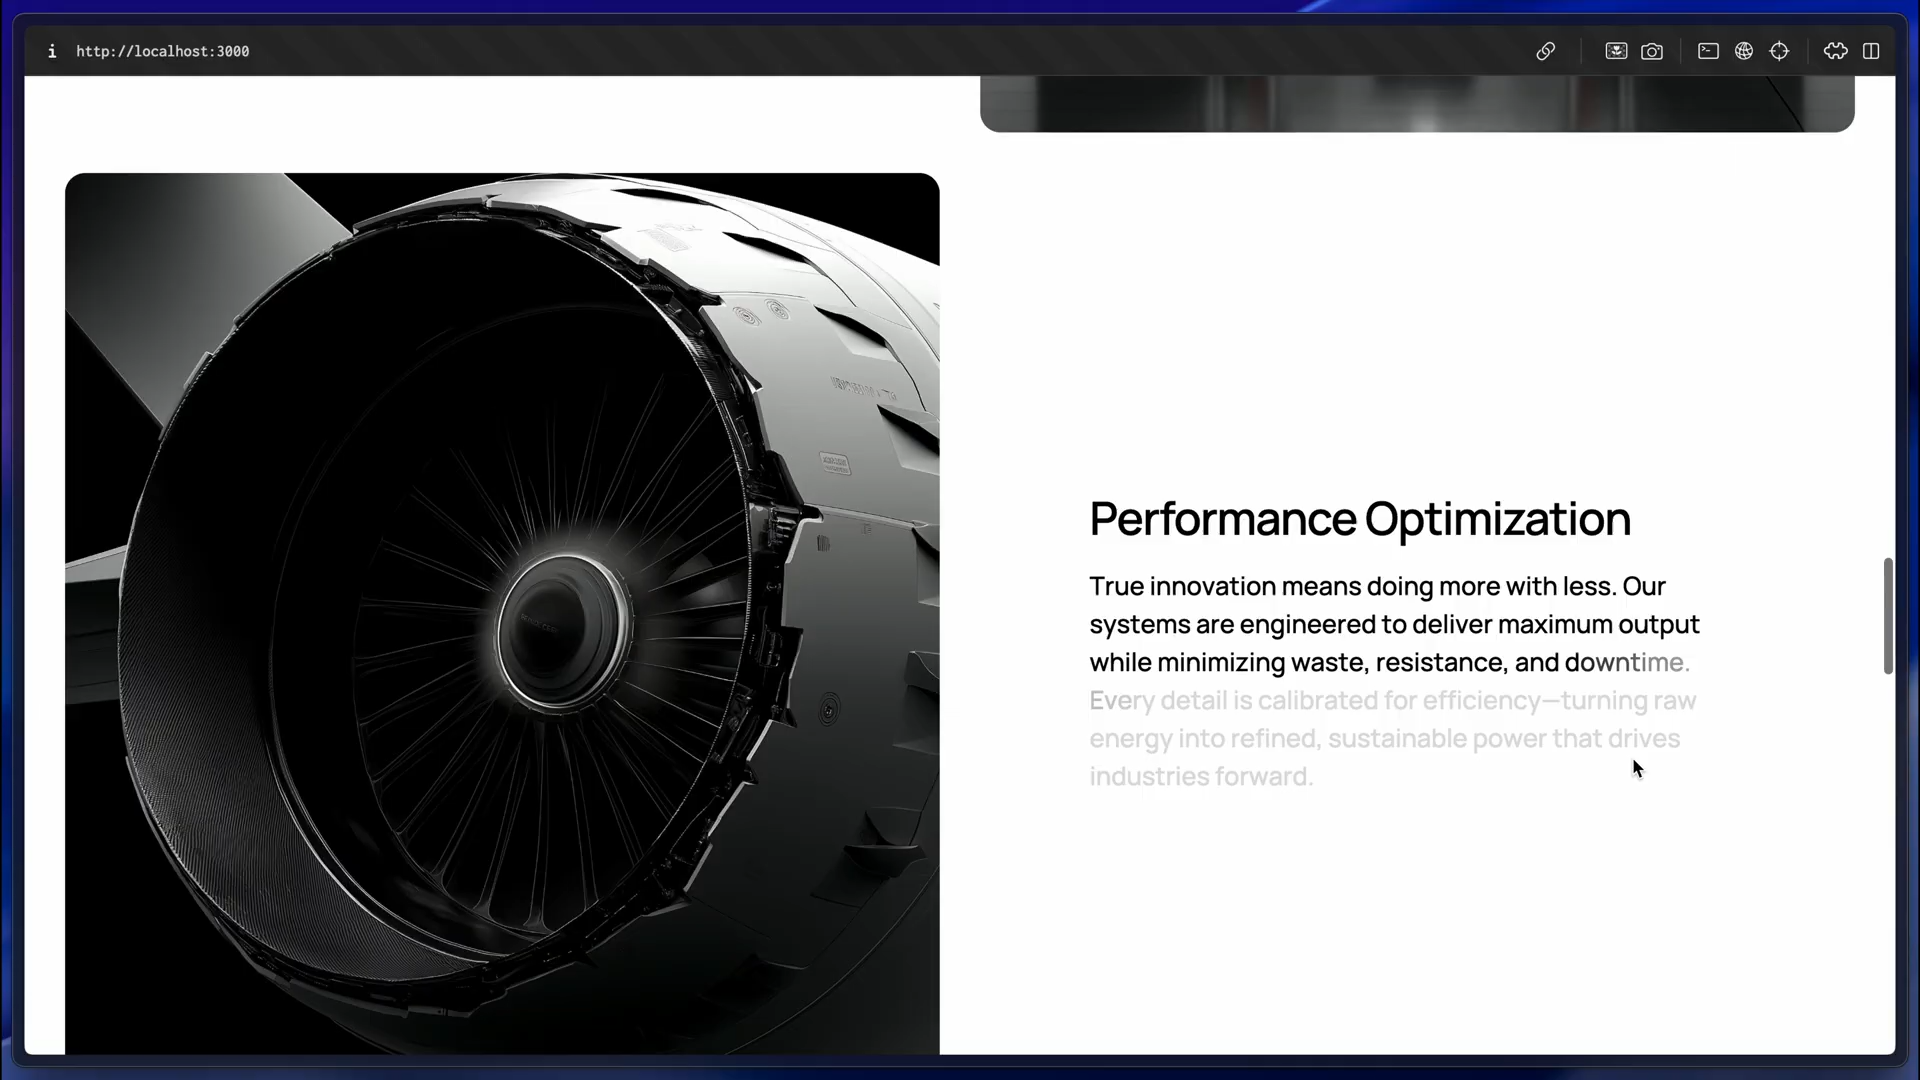 http://localhost:3000
Performance Optimization
True innovation means doing more with less. Our
systems are engineered to deliver maximum output
while minimizing waste, resistance, and downtime.
Every detail is calibrated for efficiency—turning raw
energy into refined, sustainable power that drives
industries forward.